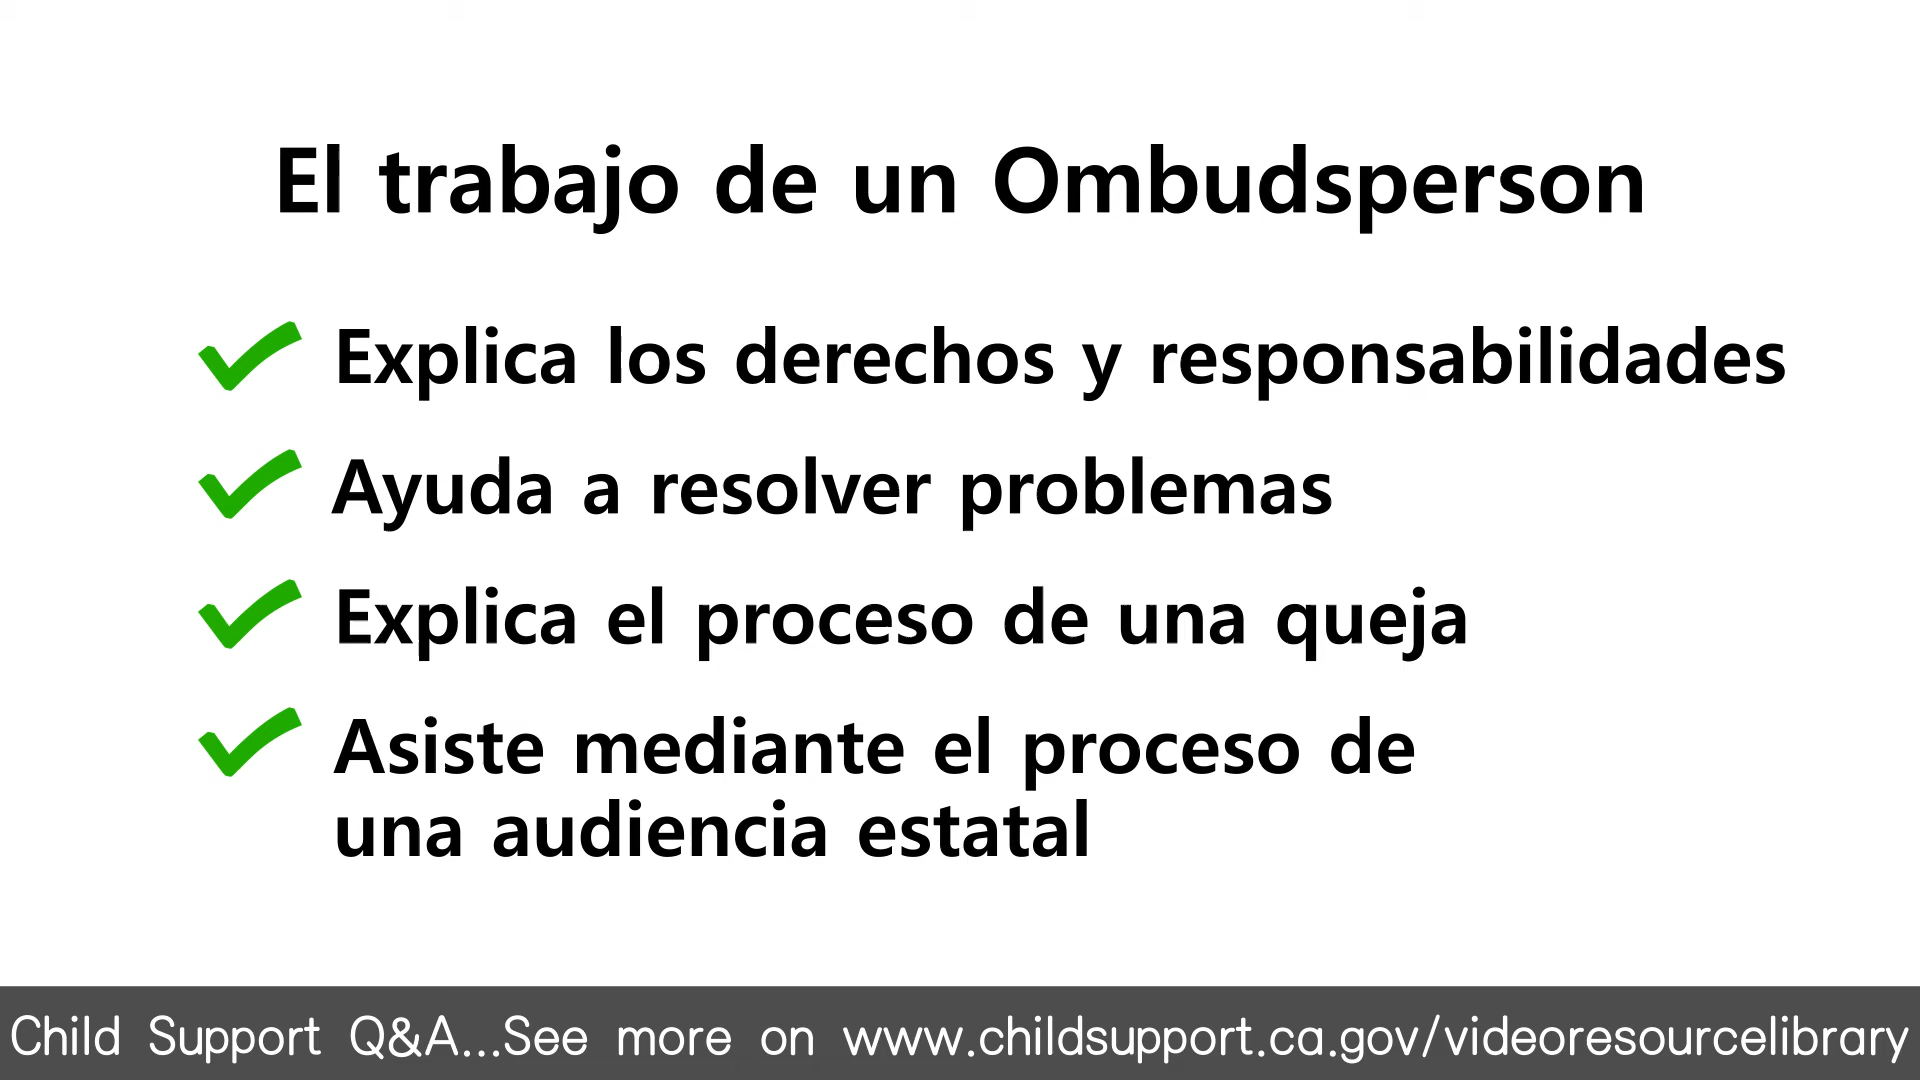 El trabajo de un Ombudsperson
Explica los derechos y responsabilidades
Ayuda a resolver problemas
Explica el proceso de una queja
Asiste mediante el proceso de
una audiencia estatal
Child Support Q&A...See more on www.childsupport.ca.gov/videoresourcelibrary